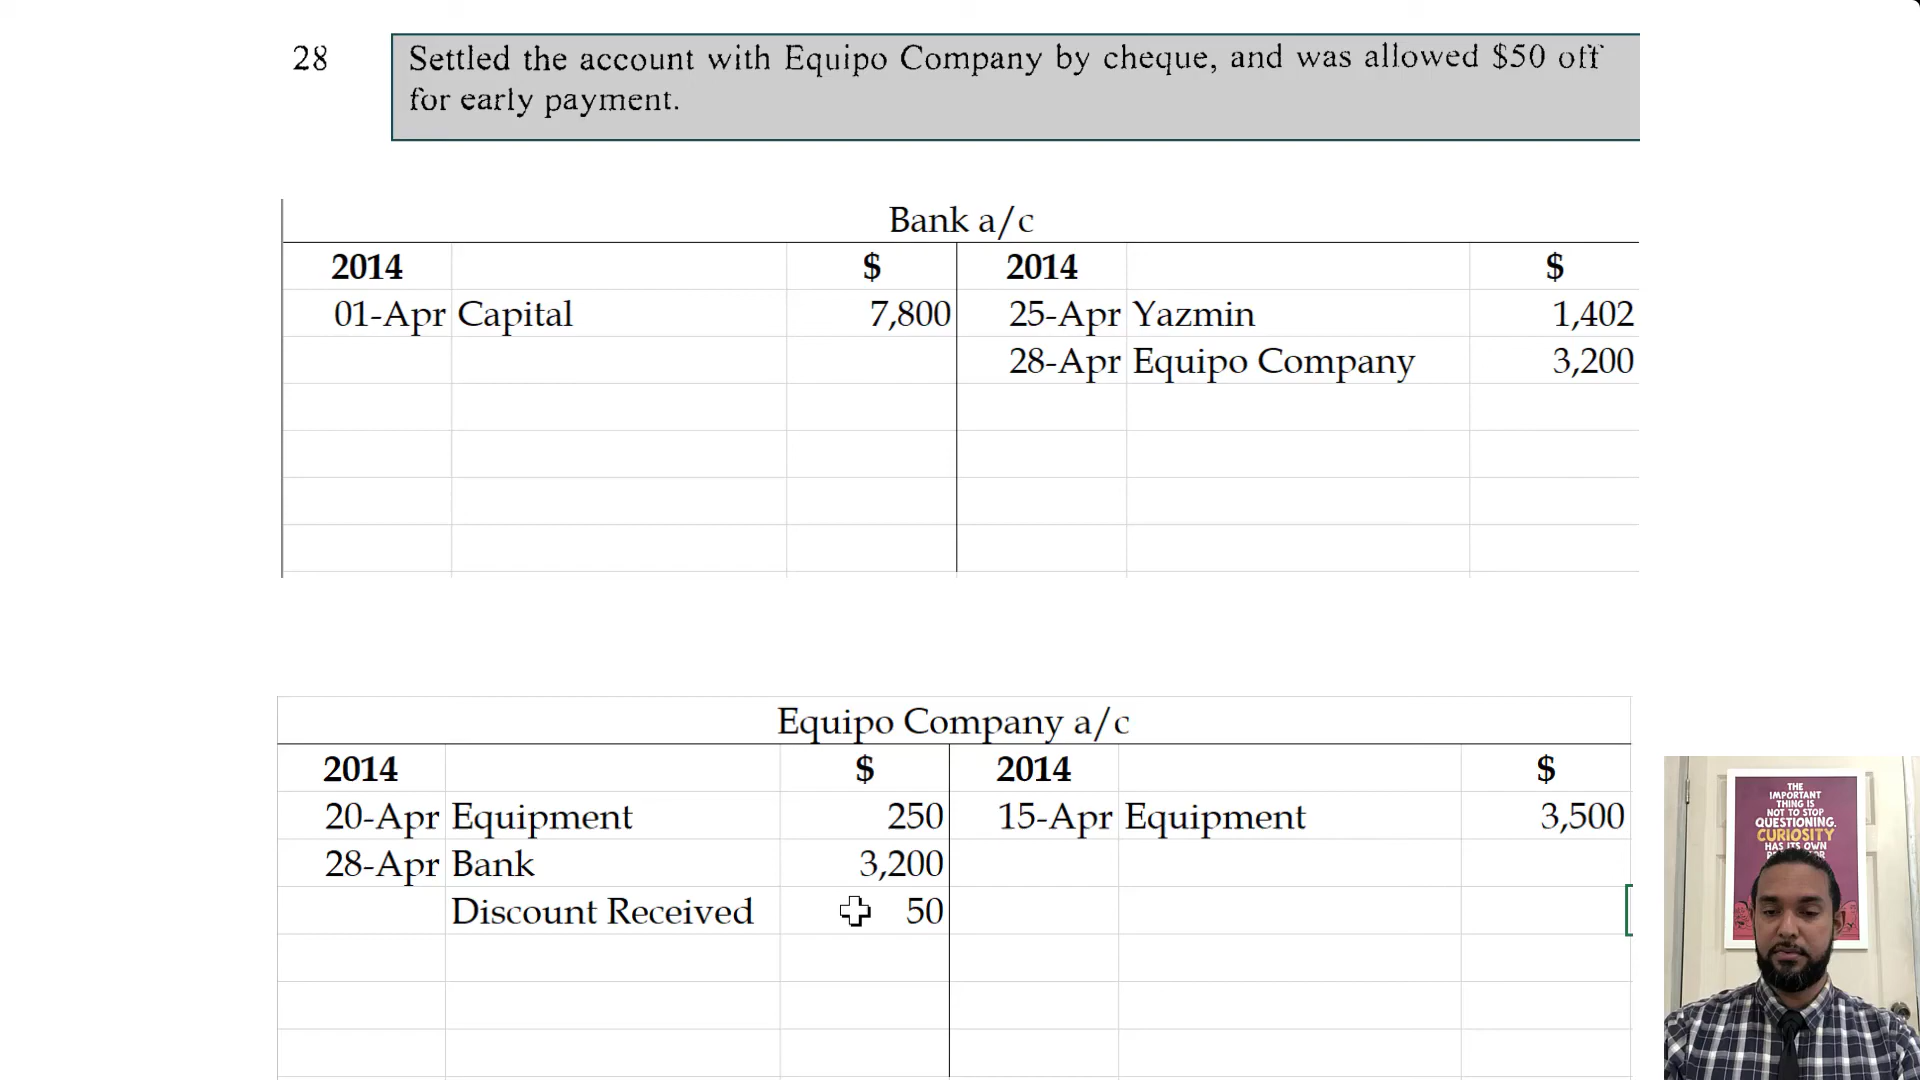 28 Settled the account with Equipo Company by cheque, and was allowed $50 off
for early payment.
Bank a/c
2014 $ 2014 $
01-Apr Capital 7,800 25-Apr Yazmin 1,402
28-Apr Equipo Company 3,200
Equipo Company a/c
2014 $ 2014 $
20-Apr Equipment 250 15-Apr Equipment 3,500
28-Apr Bank 3,200
Discount Received 50
THE
IMPORTANT
THING IS
NOT TO STOP
QUESTIONING.
CURIOSITY
HAS ITS OWN